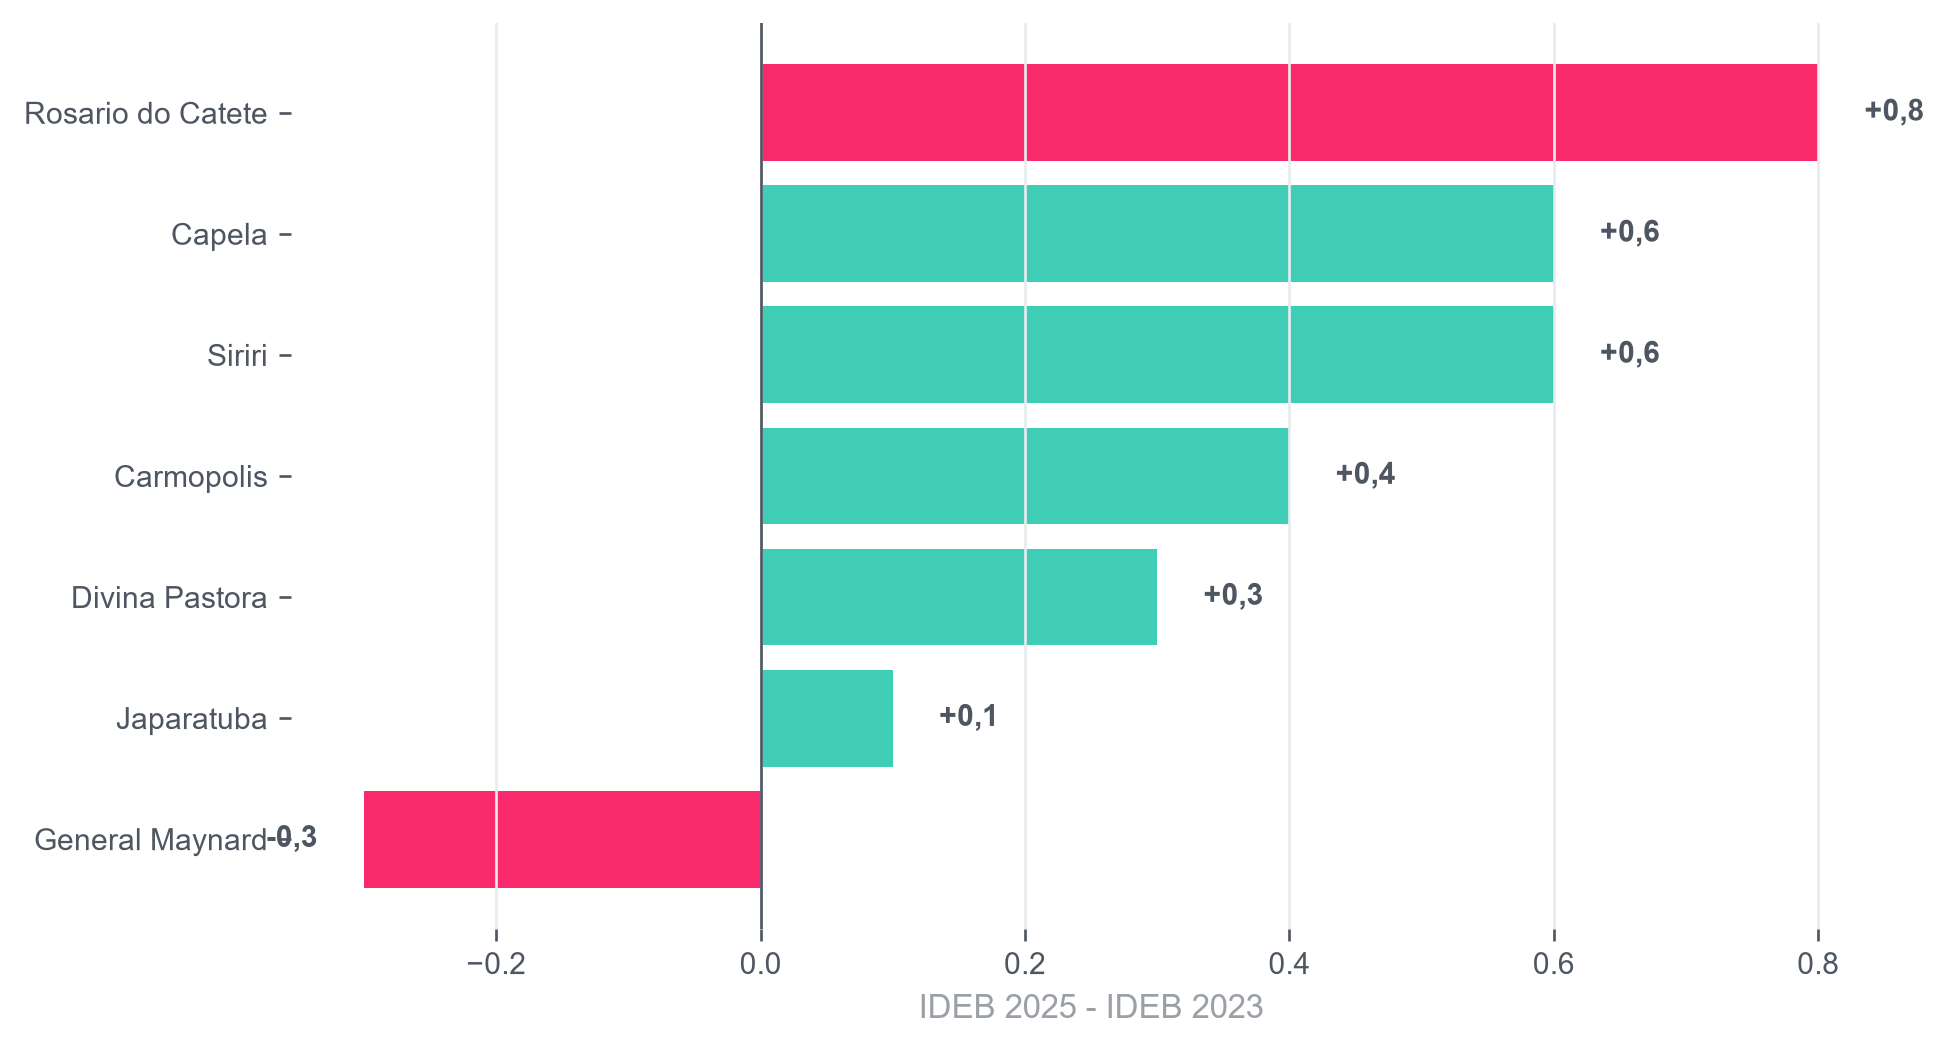 Rosario do Catete
+0,8
Capela
+0,6
Siriri
+0,6
Carmopolis
+0,4
Divina Pastora
+0,3
Japaratuba
+0,1
General Maynard
-0,3
−0.2
0.0
0.2
0.4
0.6
0.8
IDEB 2025 - IDEB 2023